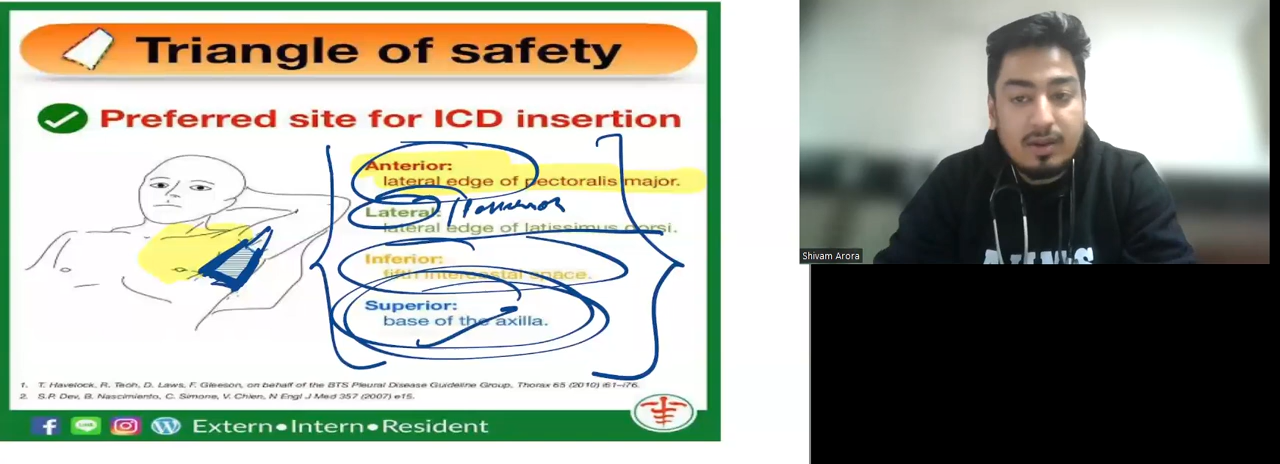 Triangle of safety
Preferred site for ICD insertion
Anterior:
lateral edge of pectoralis major.
Lateral:
lateral edge of latissimus dorsi.
Inferior:
fifth intercostal space.
Superior:
base of the axilla.
1. T. Havelock, R. Teoh, D. Laws, F. Gleeson, on behalf of the BTS Pleural Disease Guideline Group, Thorax 65 (2010) i61-i76.
2. S.P. Dev, B. Nascimiento, C. Simone, V. Chien, N Engl J Med 357 (2007) e15.
Extern•Intern•Resident
Shivam Arora